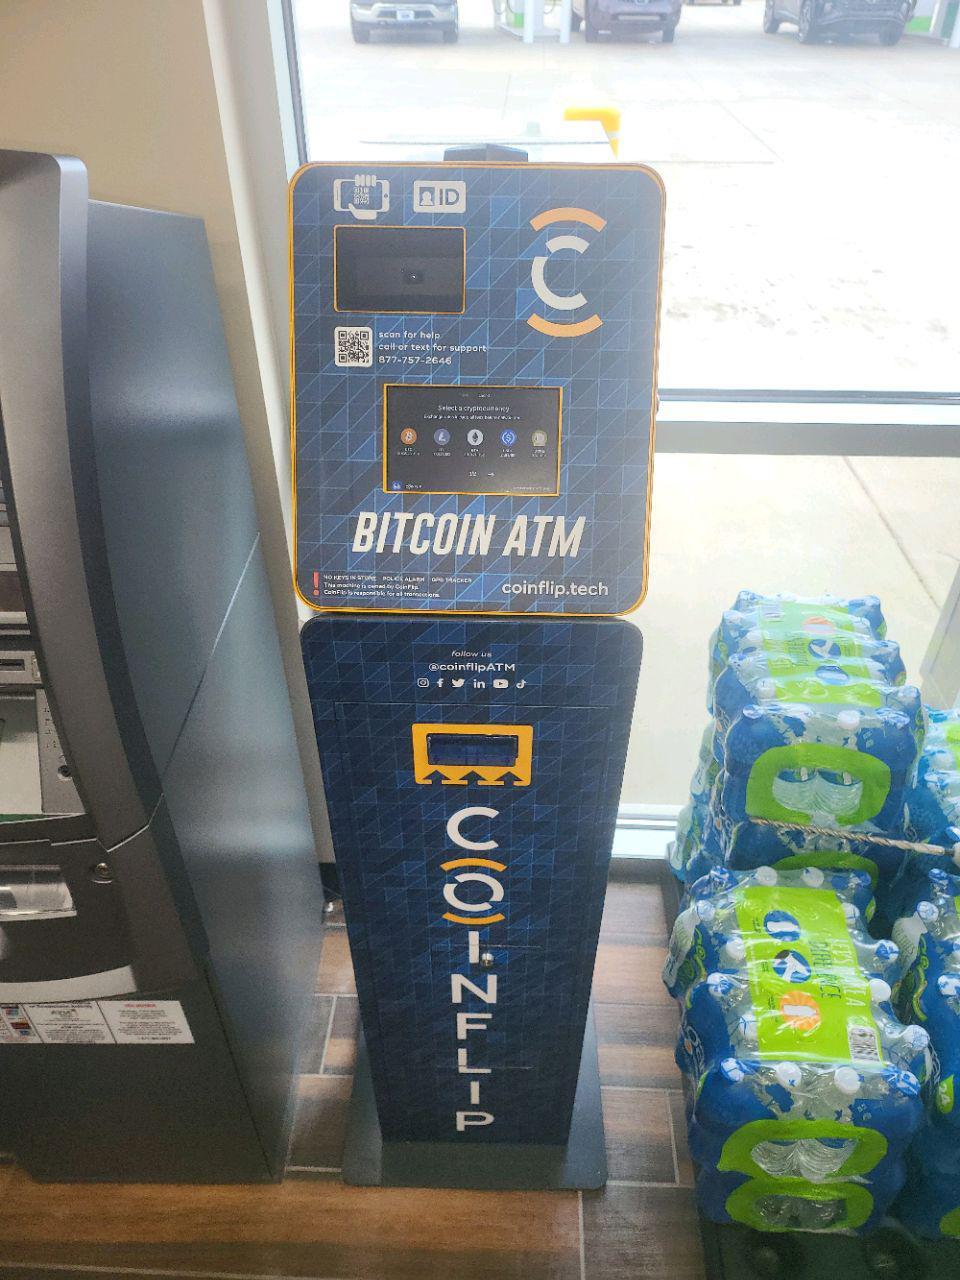 ID
C
scan for help
call or text for support
877-757-2646
Select a cryptocurrency
BITCOIN ATM
NO KEYS IN STORE POLICE ALARM GPS TRACKER
This machine is owned by CoinFlip.
CoinFlip is responsible for all transactions.
coinflip.tech
follow us
@coinflipATM
COINFLIP